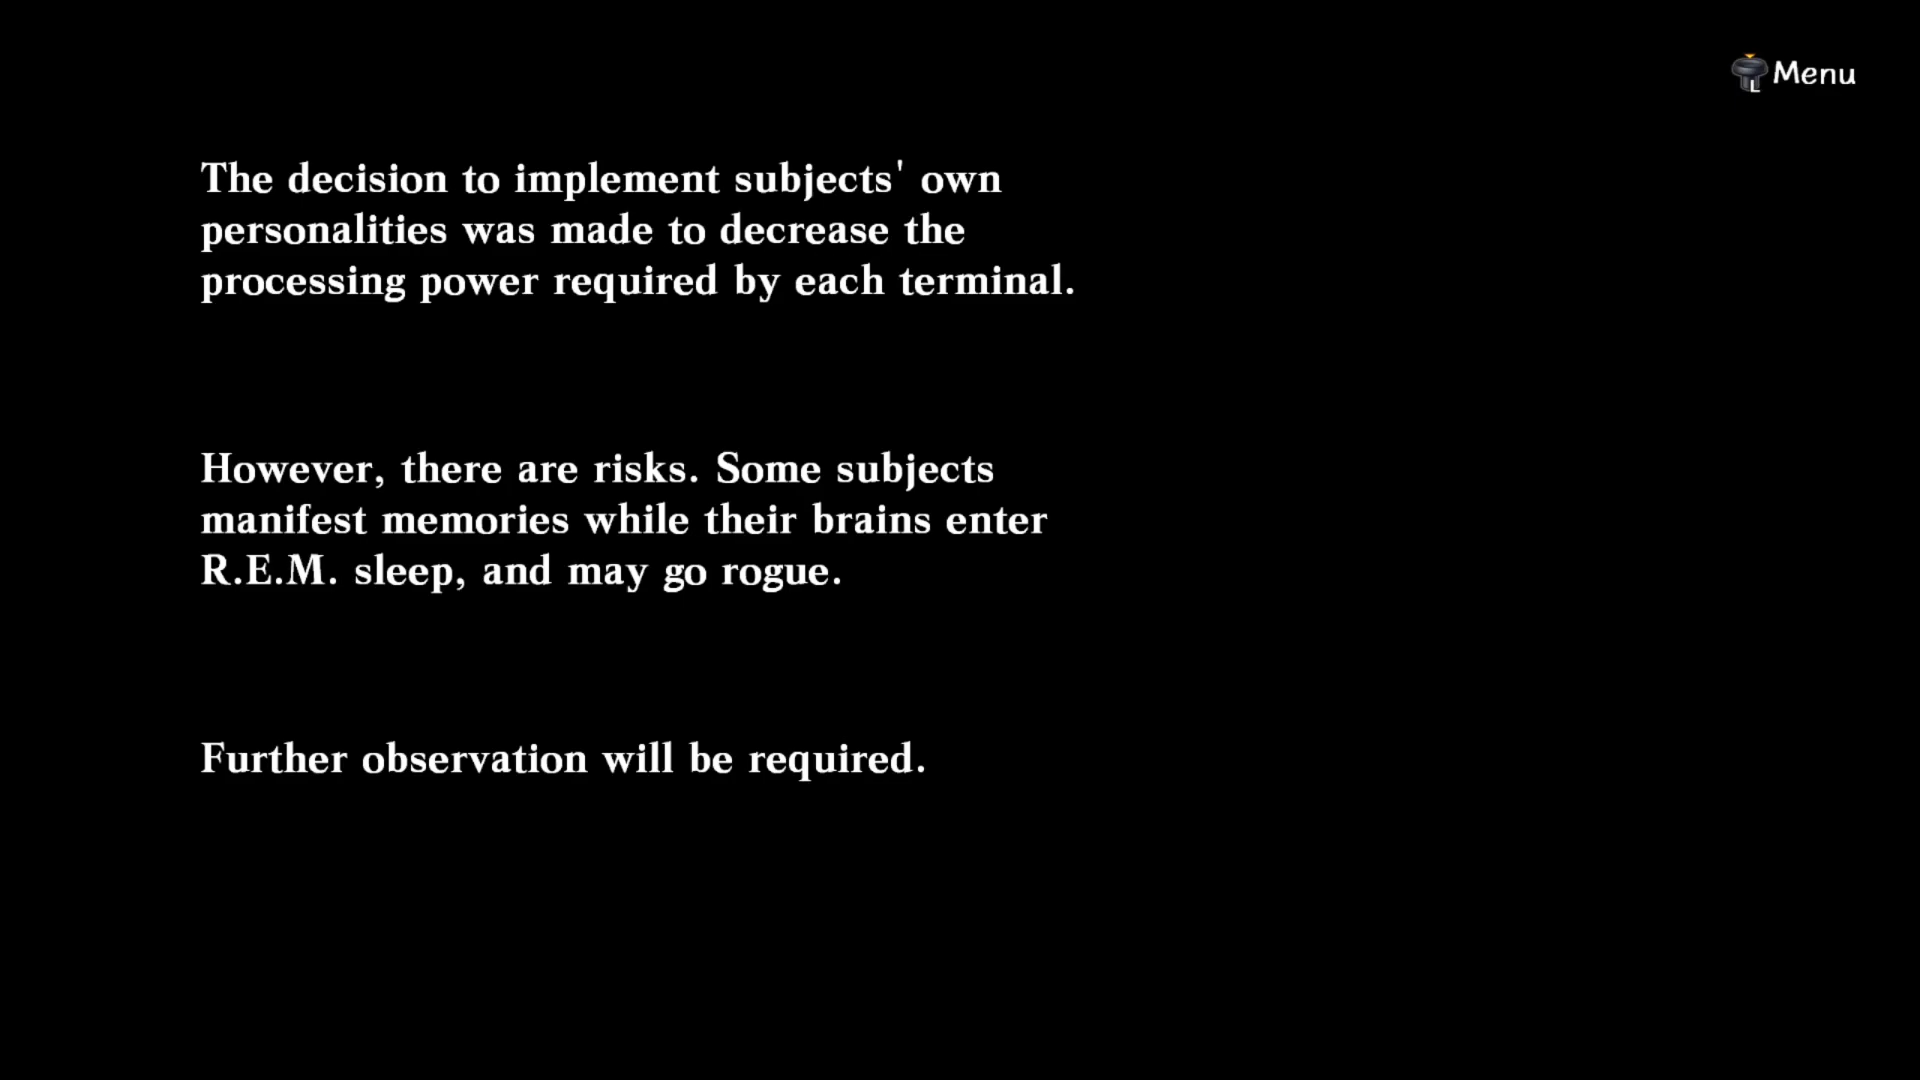 Menu
The decision to implement subjects' own
personalities was made to decrease the
processing power required by each terminal.
However, there are risks. Some subjects
manifest memories while their brains enter
R.E.M. sleep, and may go rogue.
Further observation will be required.